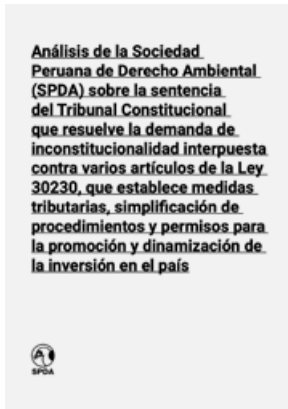 Análisis de la Sociedad
Peruana de Derecho Ambiental
(SPDA) sobre la sentencia
del Tribunal Constitucional
que resuelve la demanda de
inconstitucionalidad interpuesta
contra varios artículos de la Ley
30230, que establece medidas
tributarias, simplificación de
procedimientos y permisos para
la promoción y dinamización de
la inversión en el país
SPDA